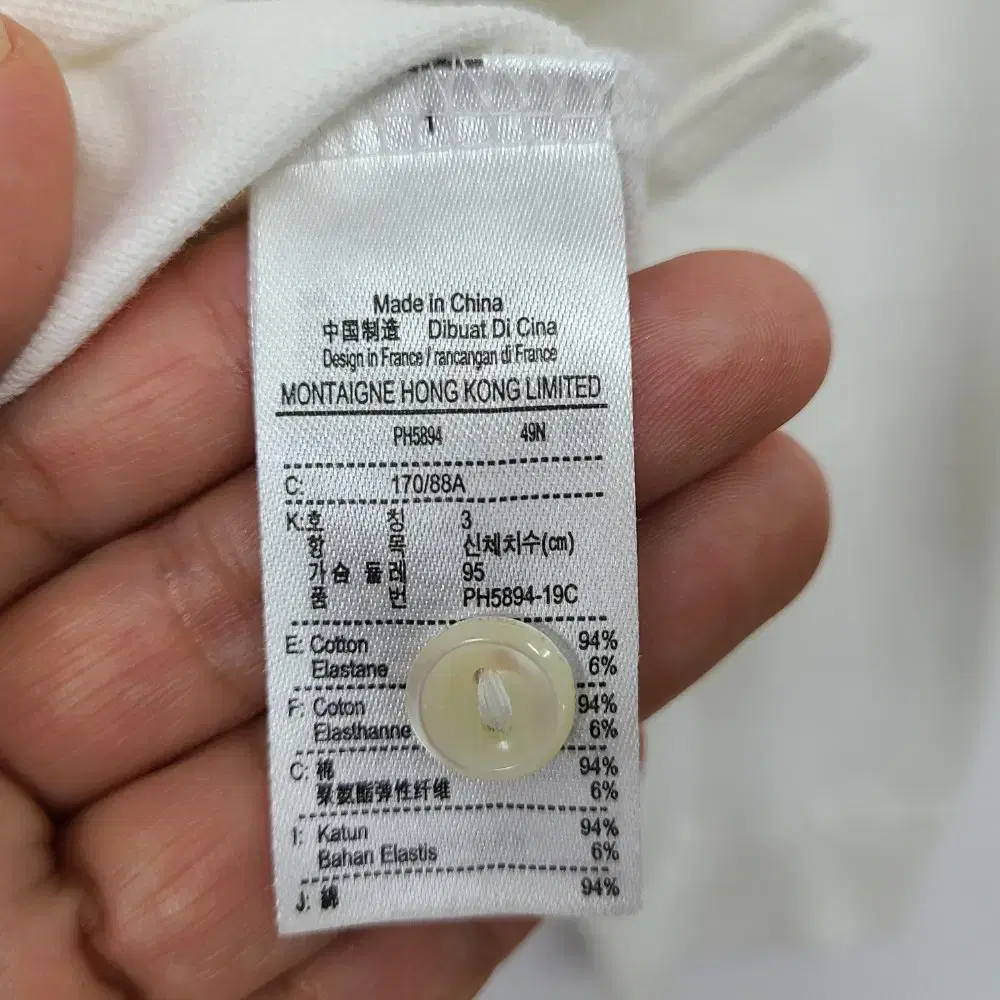 Made in China
中国制造 Dibuat Di Cina
Design in France / rancangan di France
MONTAIGNE HONG KONG LIMITED
PH5894 49N
C: 170/88A
K:호 칭 3
항 목 신체치수(cm)
가슴 둘레 95
품 번 PH5894-19C
E: Cotton 94%
Elastane 6%
F: Coton 94%
Elasthanne 6%
C: 棉 94%
聚氨酯弹性纤维 6%
I: Katun 94%
Bahan Elastis 6%
J: 綿 94%